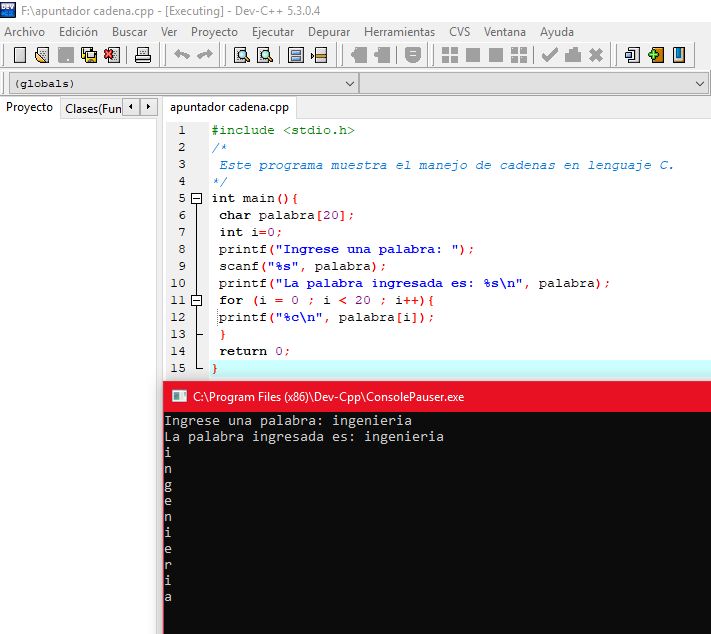 F:\apuntador cadena.cpp - [Executing] - Dev-C++ 5.3.0.4
Archivo Edición Buscar Ver Proyecto Ejecutar Depurar Herramientas CVS Ventana Ayuda
(globals)
Proyecto Clases(Fun apuntador cadena.cpp
1 #include <stdio.h>
2 /*
3 Este programa muestra el manejo de cadenas en lenguaje C.
4 */
5 int main(){
6 char palabra[20];
7 int i=0;
8 printf("Ingrese una palabra: ");
9 scanf("%s", palabra);
10 printf("La palabra ingresada es: %s\n", palabra);
11 for (i = 0 ; i < 20 ; i++){
12 printf("%c\n", palabra[i]);
13 }
14 return 0;
15 }
C:\Program Files (x86)\Dev-Cpp\ConsolePauser.exe
Ingrese una palabra: ingenieria
La palabra ingresada es: ingenieria
i
n
g
e
n
i
e
r
i
a